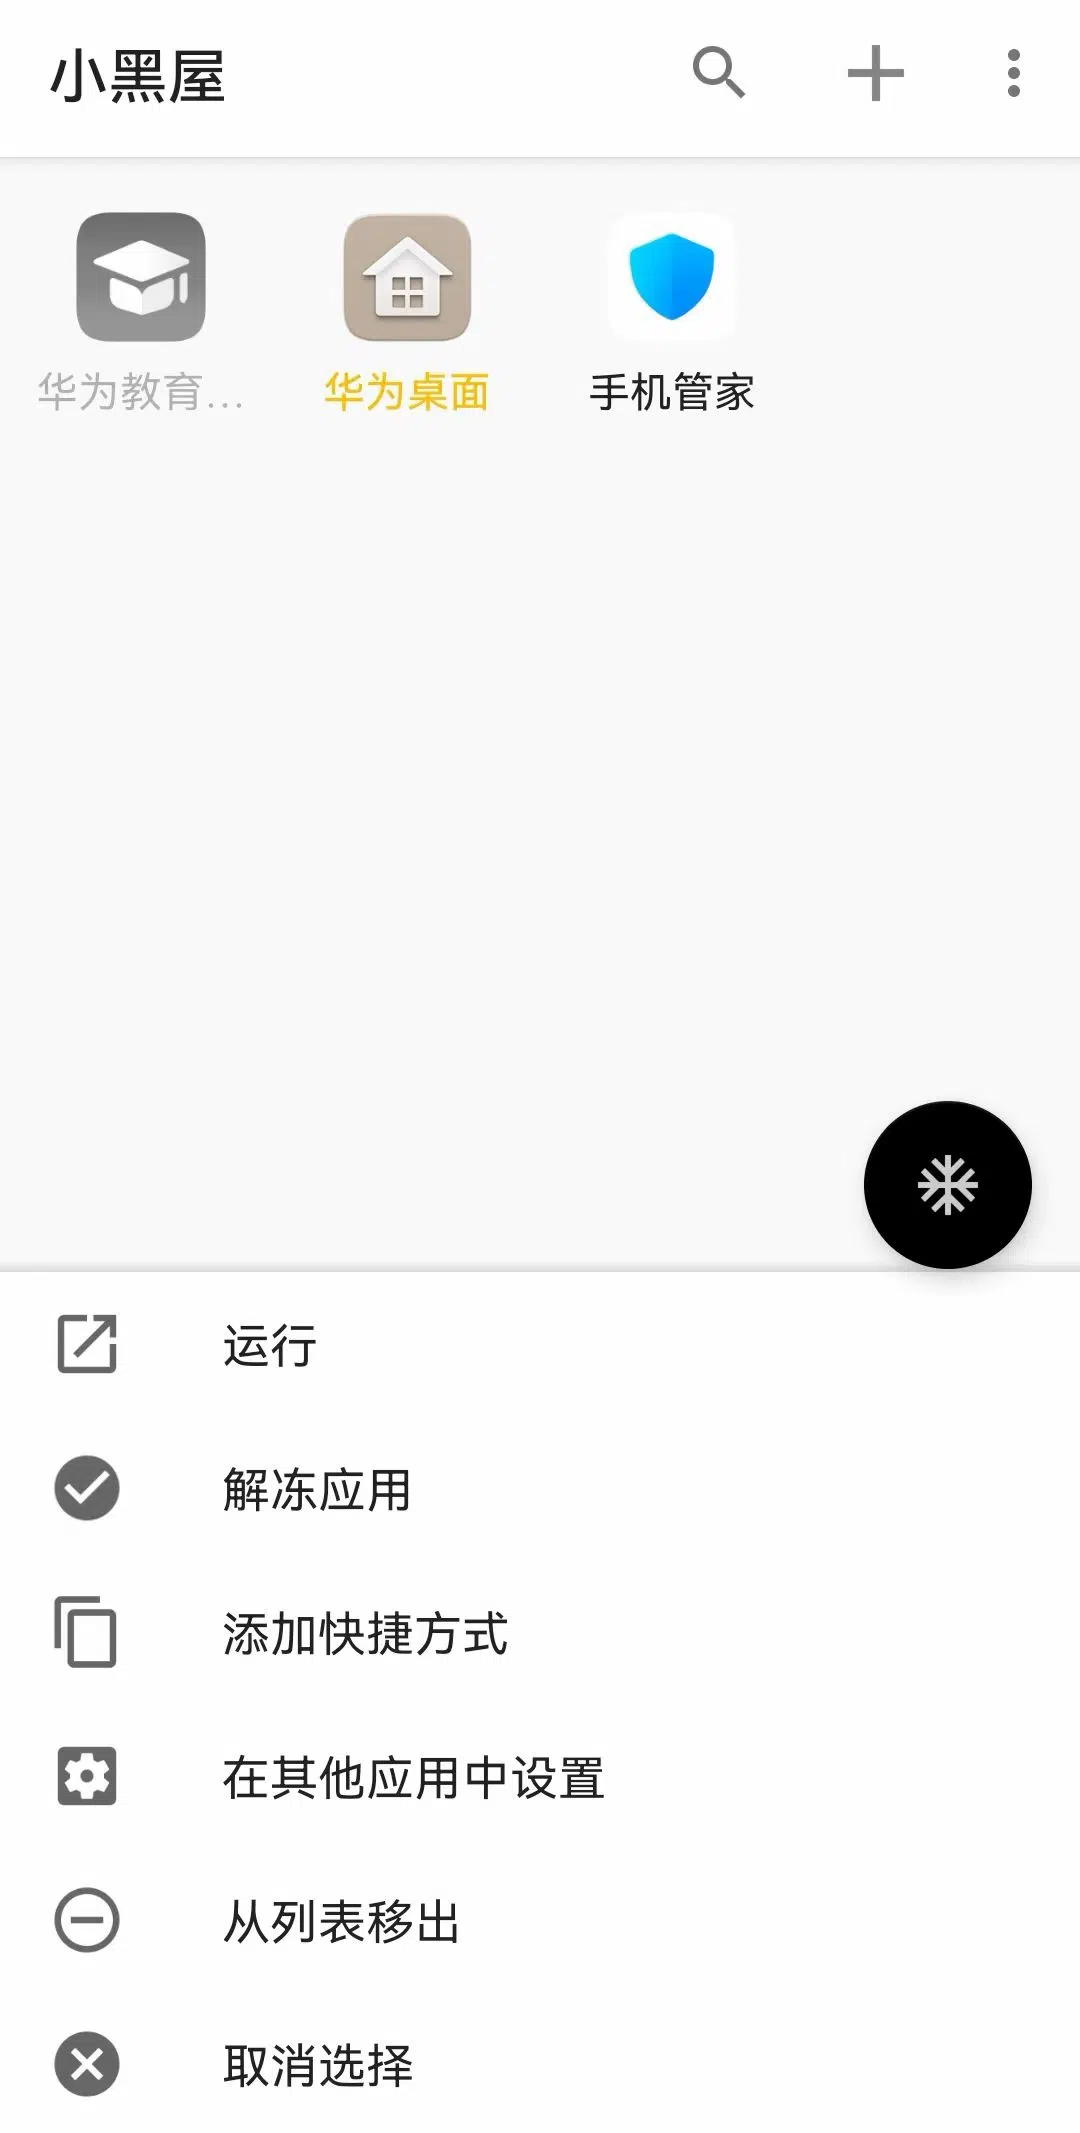 小黑屋
华为教育...
华为桌面
手机管家
运行
解冻应用
添加快捷方式
在其他应用中设置
从列表移出
取消选择